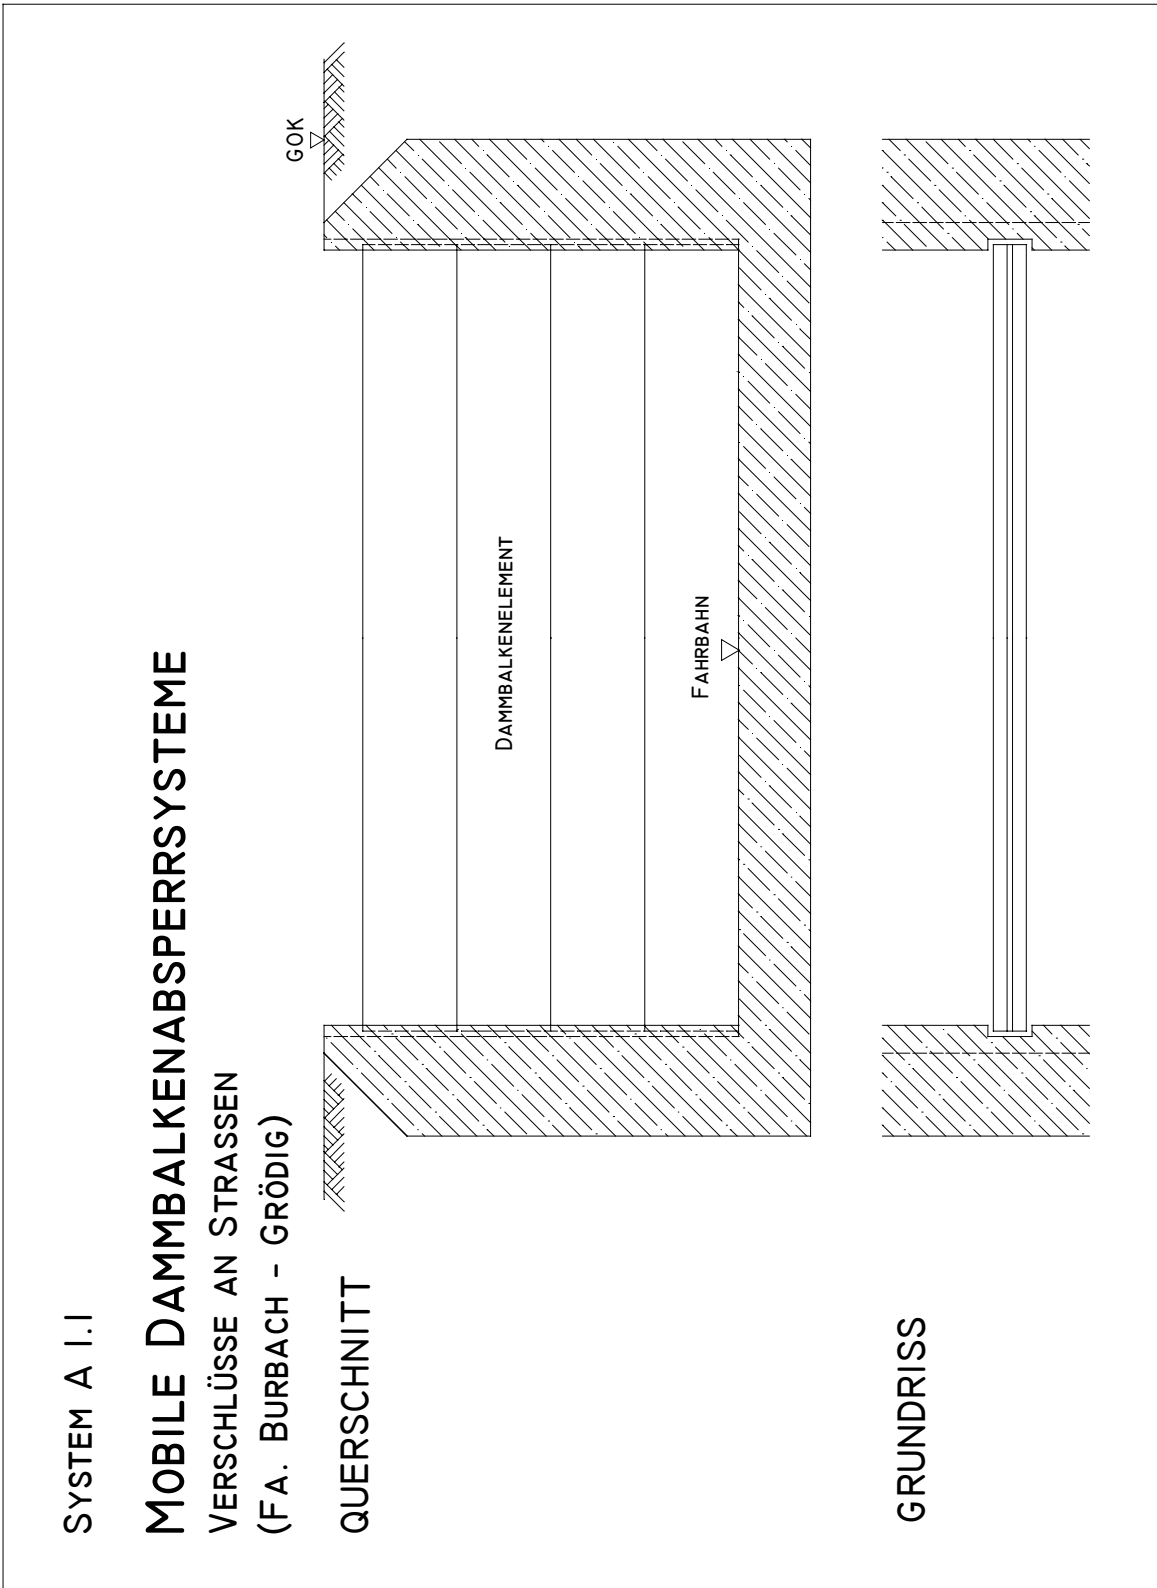 SYSTEM A 1.1
MOBILE DAMMBALKENABSPERRSYSTEME
VERSCHLÜSSE AN STRASSEN
(FA. BURBACH - GRÖDIG)
QUERSCHNITT
GOK
DAMMBALKENELEMENT
FAHRBAHN
GRUNDRISS